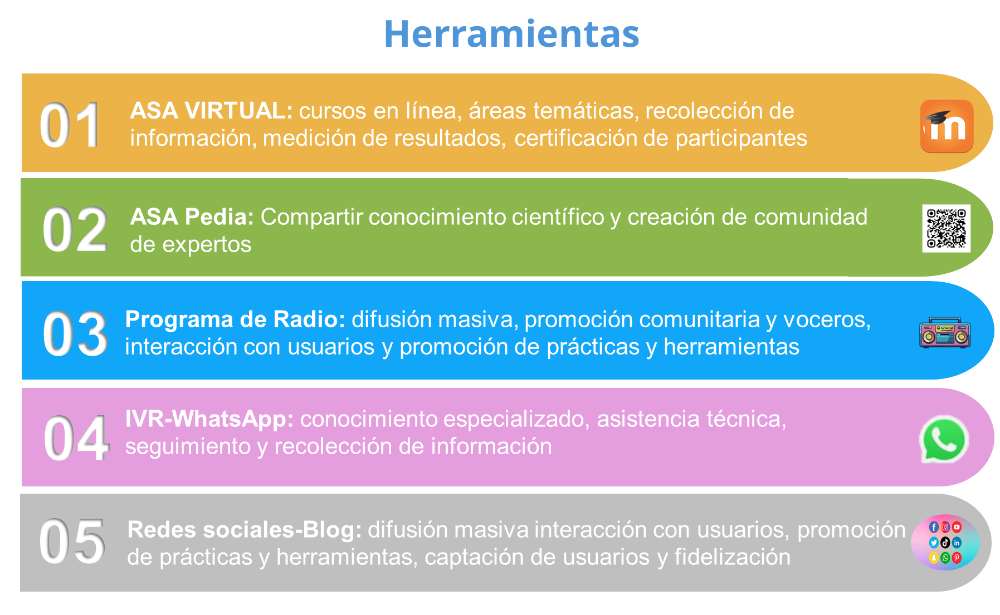 Herramientas
01
ASA VIRTUAL: cursos en línea, áreas temáticas, recolección de
información, medición de resultados, certificación de participantes
m
02
ASA Pedia: Compartir conocimiento científico y creación de comunidad
de expertos
03
Programa de Radio: difusión masiva, promoción comunitaria y voceros,
interacción con usuarios y promoción de prácticas y herramientas
04
IVR-WhatsApp: conocimiento especializado, asistencia técnica,
seguimiento y recolección de información
05
Redes sociales-Blog: difusión masiva interacción con usuarios, promoción
de prácticas y herramientas, captación de usuarios y fidelización